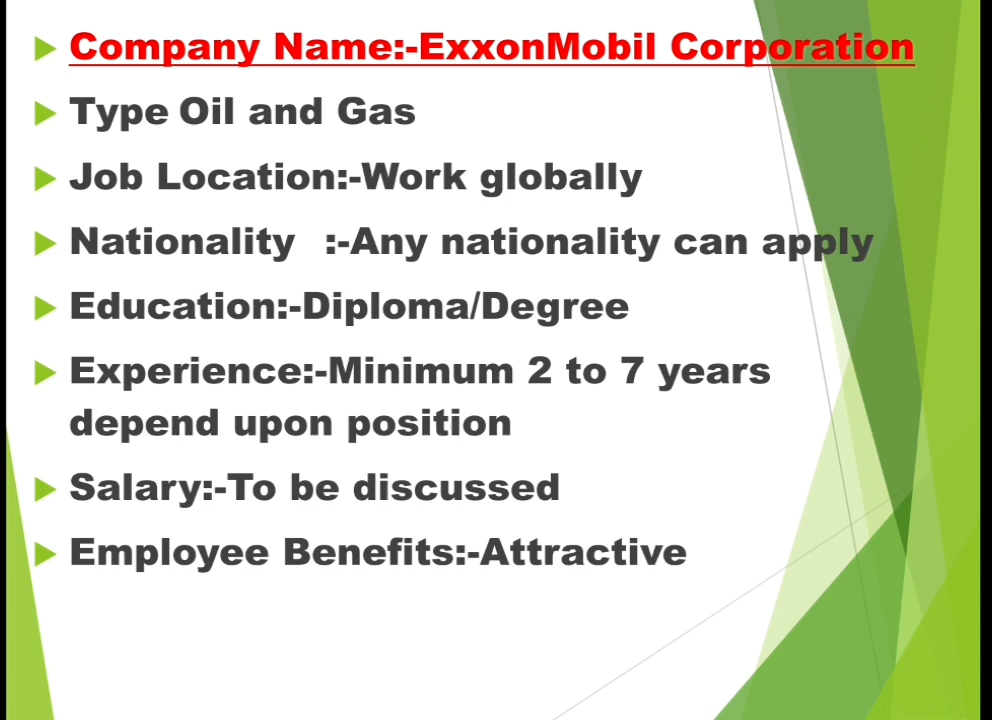 Company Name:-ExxonMobil Corporation
Type Oil and Gas
Job Location:-Work globally
Nationality :-Any nationality can apply
Education:-Diploma/Degree
Experience:-Minimum 2 to 7 years
depend upon position
Salary:-To be discussed
Employee Benefits:-Attractive